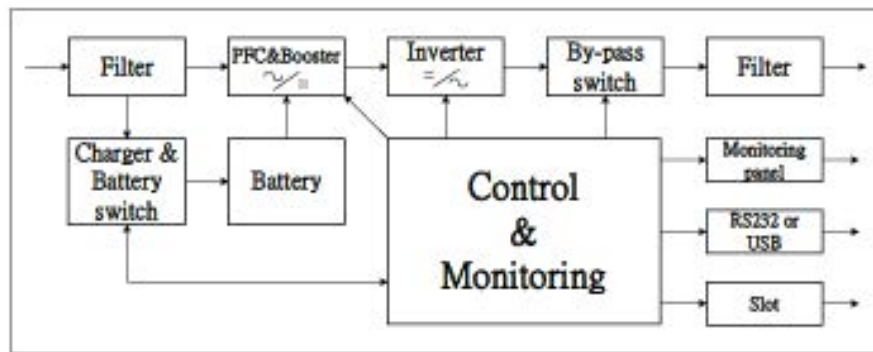 Filter
PFC&Booster
Inverter
By-pass
switch
Filter
Charger &
Battery
switch
Battery
Control
&
Monitoring
Monitoring
panel
RS232 or
USB
Slot